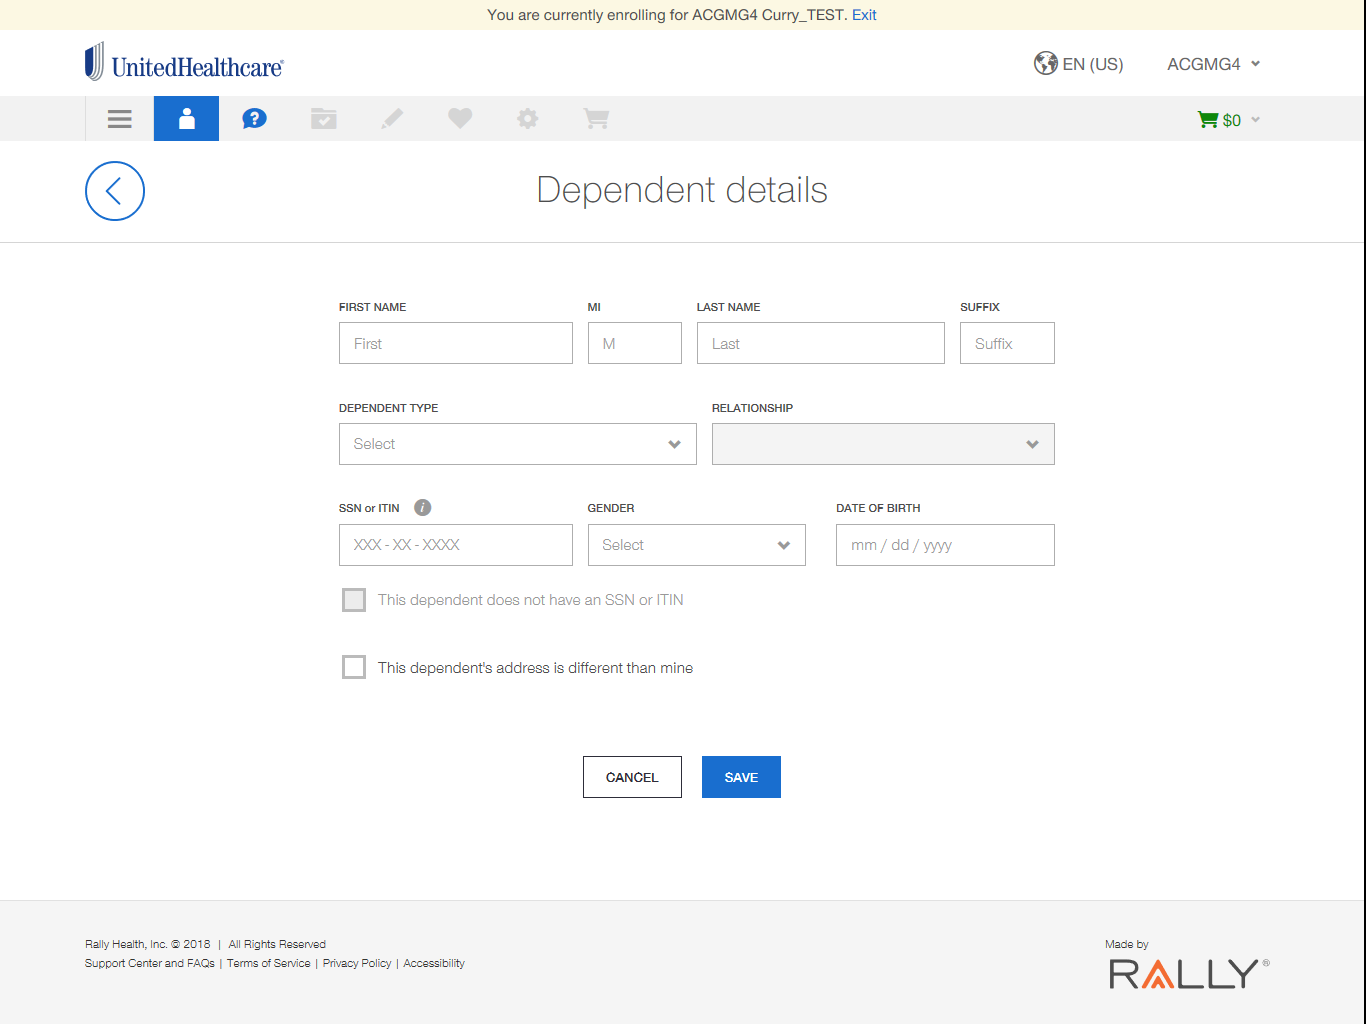 You are currently enrolling for ACGMG4 Curry_TEST. Exit
UnitedHealthcare®
EN (US)
ACGMG4
?
$0
Dependent details
FIRST NAME MI LAST NAME SUFFIX
First M Last Suffix
DEPENDENT TYPE RELATIONSHIP
Select
SSN or ITIN i GENDER DATE OF BIRTH
XXX - XX - XXXX Select mm / dd / yyyy
This dependent does not have an SSN or ITIN
This dependent's address is different than mine
CANCEL SAVE
Rally Health, Inc. © 2018 | All Rights Reserved
Support Center and FAQs | Terms of Service | Privacy Policy | Accessibility
Made by
RALLY®